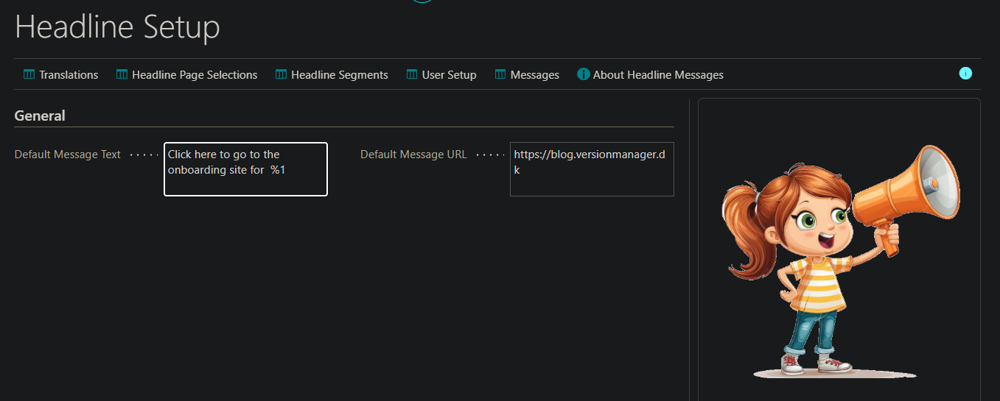 Headline Setup
Translations Headline Page Selections Headline Segments User Setup Messages About Headline Messages
General
Default Message Text
Click here to go to the
onboarding site for  %1
Default Message URL
https://blog.versionmanager.d
k